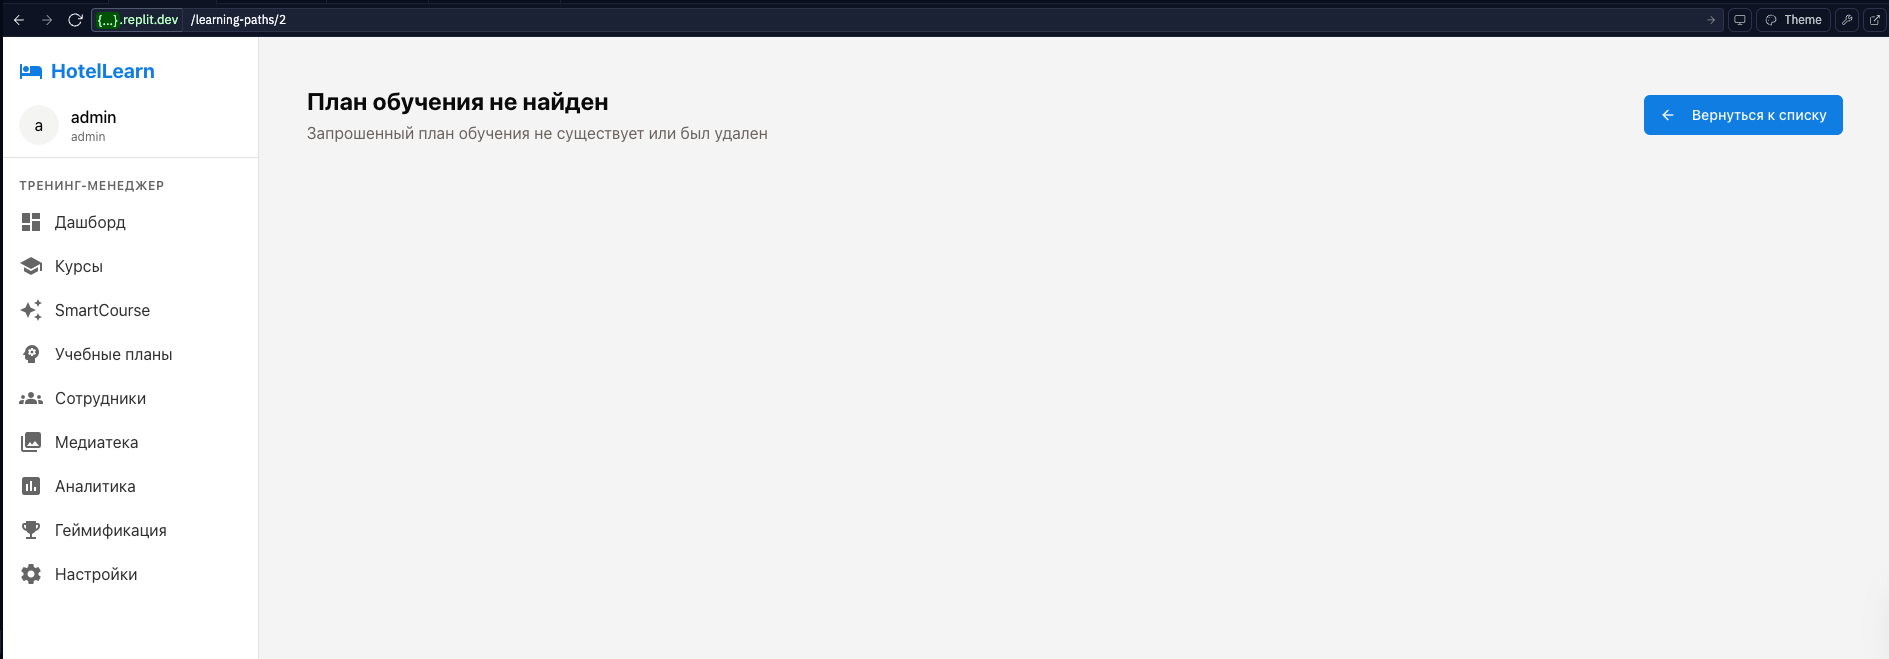 {...}.replit.dev /learning-paths/2
Theme
HotelLearn
a
admin
admin
ТРЕНИНГ-МЕНЕДЖЕР
Дашборд
Курсы
SmartCourse
Учебные планы
Сотрудники
Медиатека
Аналитика
Геймификация
Настройки
План обучения не найден
Запрошенный план обучения не существует или был удален
Вернуться к списку